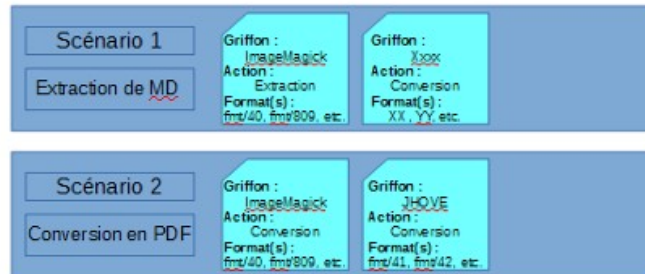 Scénario 1
Extraction de MD
Griffon :
ImageMagick
Action :
Extraction
Format(s) :
fmt/40, fmt/809, etc.
Griffon :
Xxxx
Action :
Conversion
Format(s) :
XX , YY, etc.
Scénario 2
Conversion en PDF
Griffon :
ImageMagick
Action :
Conversion
Format(s) :
fmt/40, fmt/809, etc.
Griffon :
JHOVE
Action :
Conversion
Format(s) :
fmt/41, fmt/42, etc.